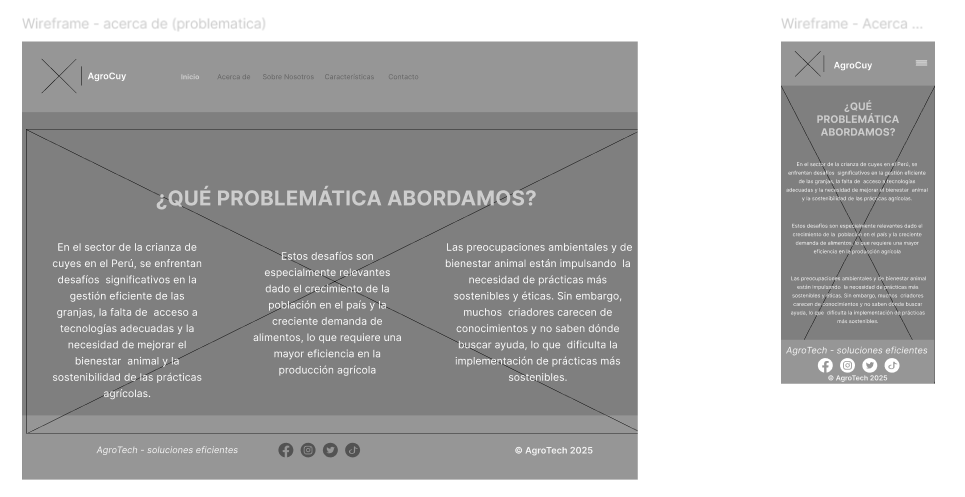 Wireframe - acerca de (problematica)
AgroCuy
Inicio
Acerca de
Sobre Nosotros
Características
Contacto
¿QUÉ PROBLEMÁTICA ABORDAMOS?
En el sector de la crianza de
cuyes en el Perú, se enfrentan
desafíos significativos en la
gestión eficiente de las
granjas, la falta de acceso a
tecnologías adecuadas y la
necesidad de mejorar el
bienestar animal y la
sostenibilidad de las prácticas
agrícolas.
Estos desafíos son
especialmente relevantes
dado el crecimiento de la
población en el país y la
creciente demanda de
alimentos, lo que requiere una
mayor eficiencia en la
producción agrícola
Las preocupaciones ambientales y de
bienestar animal están impulsando la
necesidad de prácticas más
sostenibles y éticas. Sin embargo,
muchos criadores carecen de
conocimientos y no saben dónde
buscar ayuda, lo que dificulta la
implementación de prácticas más
sostenibles.
AgroTech - soluciones eficientes
© AgroTech 2025
Wireframe - Acerca ...
AgroCuy
¿QUÉ
PROBLEMÁTICA
ABORDAMOS?
En el sector de la crianza de cuyes en el Perú, se
enfrentan desafíos significativos en la gestión eficiente
de las granjas, la falta de acceso a tecnologías
adecuadas y la necesidad de mejorar el bienestar animal
y la sostenibilidad de las prácticas agrícolas.
Estos desafíos son especialmente relevantes dado el
crecimiento de la población en el país y la creciente
demanda de alimentos, lo que requiere una mayor
eficiencia en la producción agrícola
Las preocupaciones ambientales y de bienestar animal
están impulsando la necesidad de prácticas más
sostenibles y éticas. Sin embargo, muchos criadores
carecen de conocimientos y no saben dónde buscar
ayuda, lo que dificulta la implementación de prácticas
más sostenibles.
AgroTech - soluciones eficientes
© AgroTech 2025